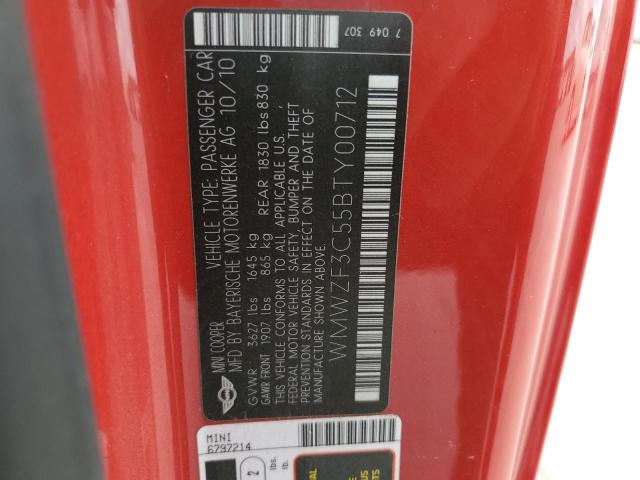 7 049 307
MINI COOPER
VEHICLE TYPE: PASSENGER CAR
MFD BY BAYERISCHE MOTORENWERKE AG 10/10
GVWR 3627 lbs 1645 kg
GAWR FRONT 1907 lbs 865 kg REAR 1830 lbs 830 kg
THIS VEHICLE CONFORMS TO ALL APPLICABLE U.S.
FEDERAL MOTOR VEHICLE SAFETY, BUMPER AND THEFT
PREVENTION STANDARDS IN EFFECT ON THE DATE OF
MANUFACTURE SHOWN ABOVE.
WMWZF3C55BTY00712
MINI
6797214
2
lbs.
lb.